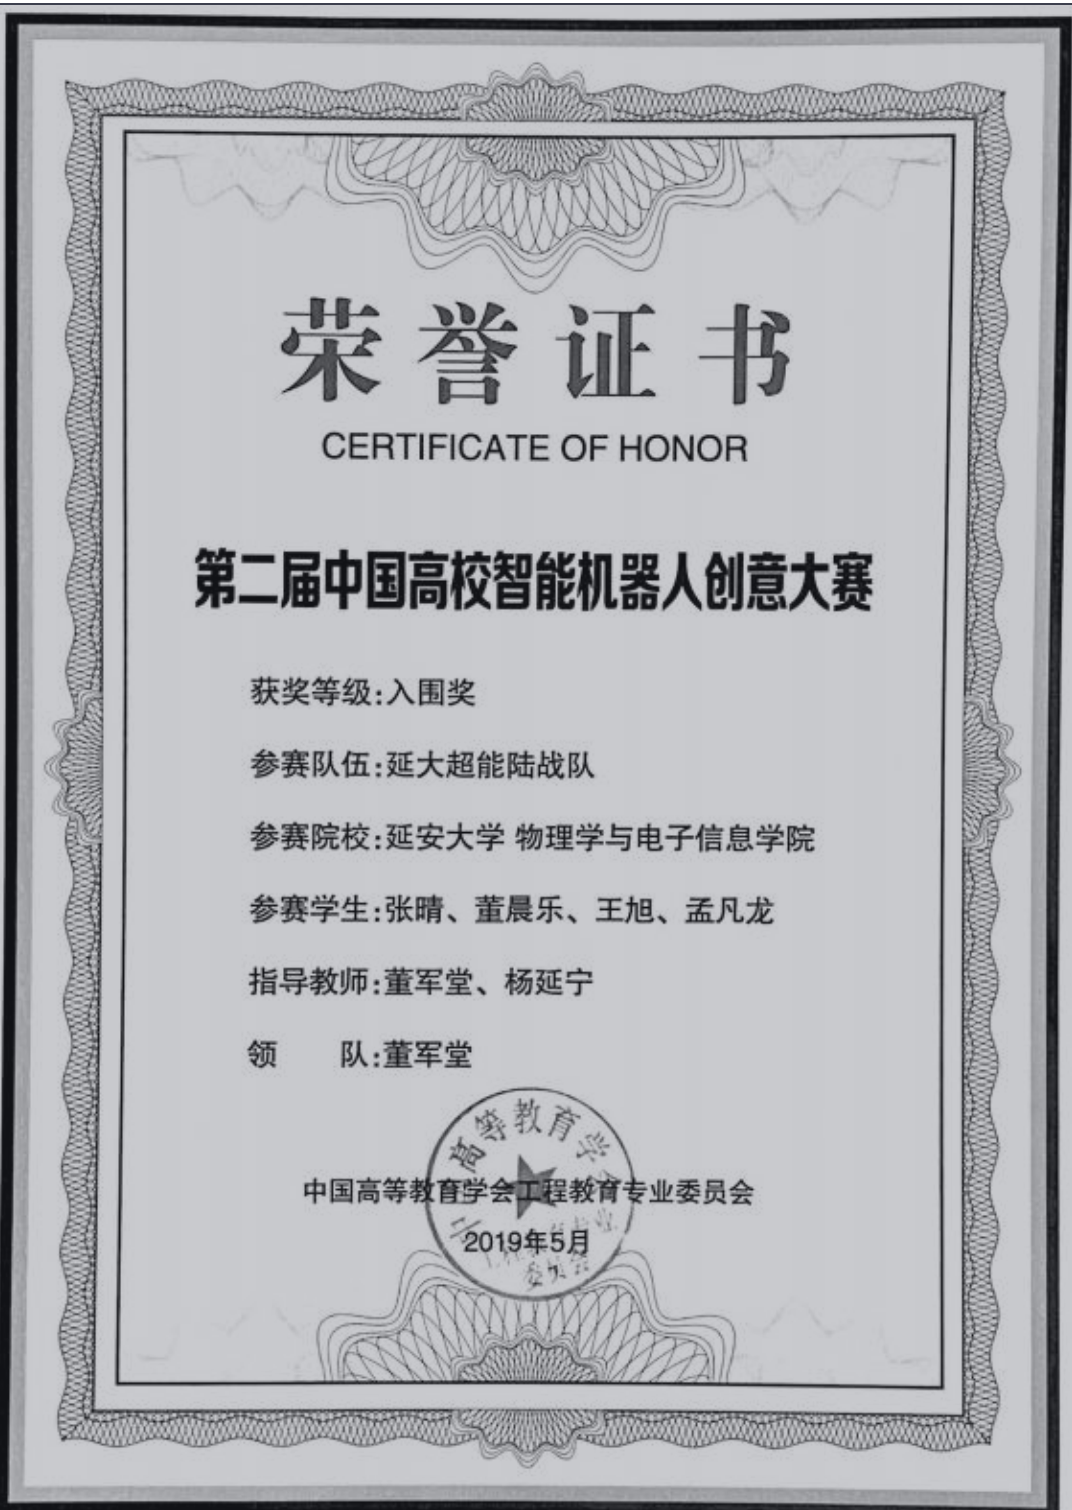 荣誉证书
CERTIFICATE OF HONOR
第二届中国高校智能机器人创意大赛
获奖等级:入围奖
参赛队伍:延大超能陆战队
参赛院校:延安大学 物理学与电子信息学院
参赛学生:张晴、董晨乐、王旭、孟凡龙
指导教师:董军堂、杨延宁
领 队:董军堂
高等教育学会
中国高等教育学会工程教育专业委员会
2019年5月
委员会